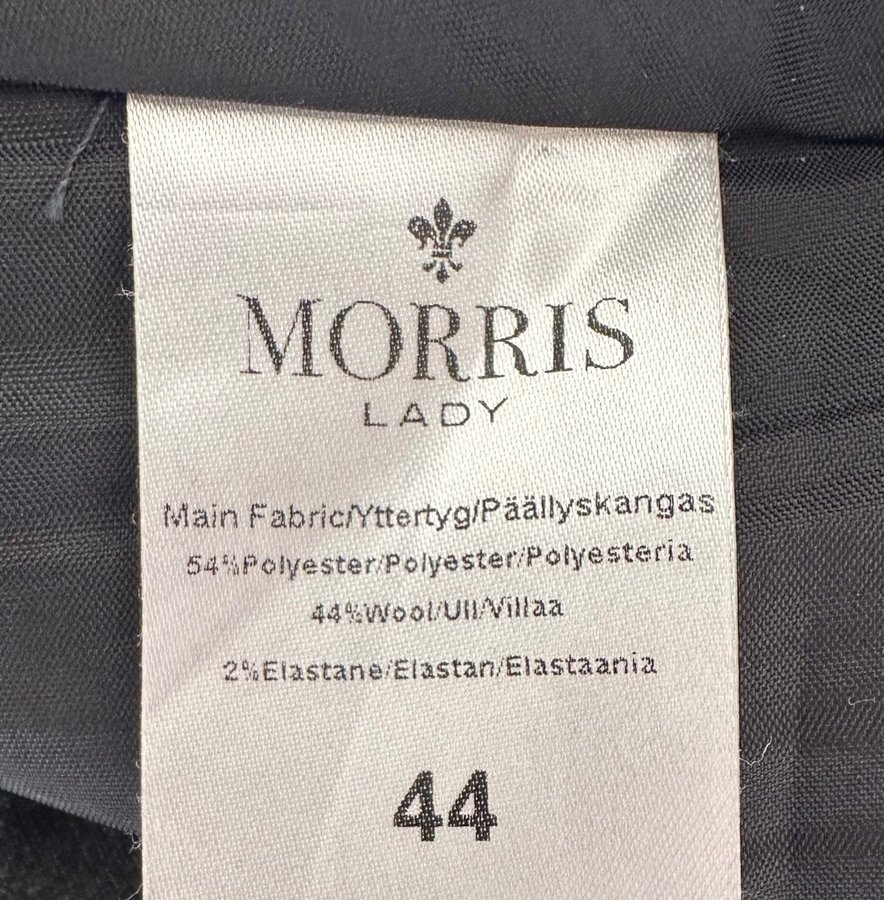 MORRIS
LADY
Main Fabric/Yttertyg/Päällyskangas
54%Polyester/Polyester/Polyesteria
44%Wool/Ull/Villaa
2%Elastane/Elastan/Elastaania
44